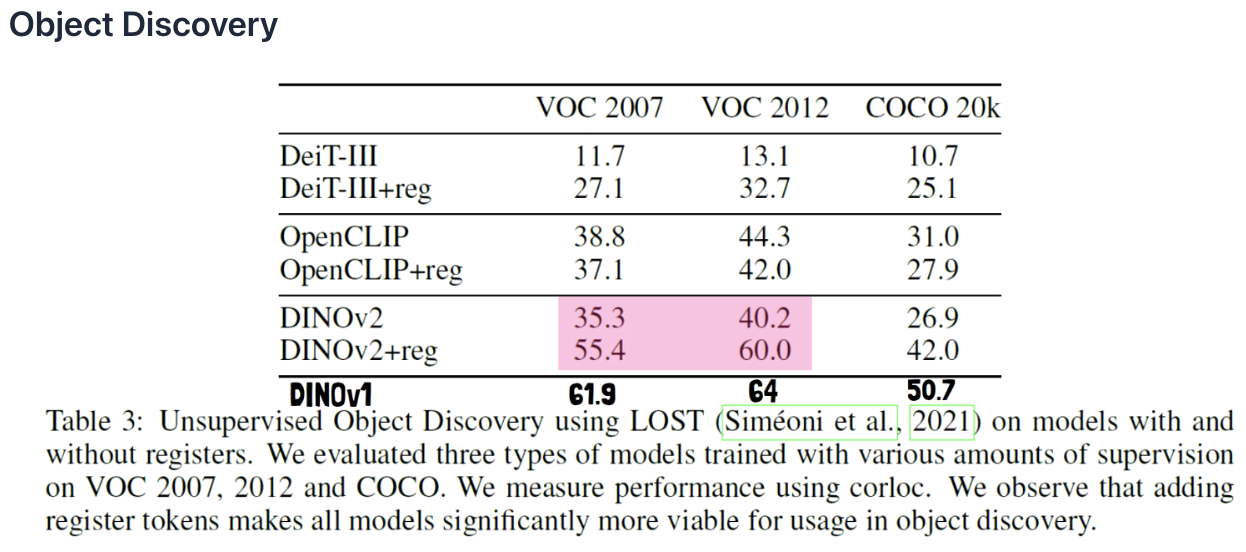 Object Discovery
VOC 2007 VOC 2012 COCO 20k
DeiT-III 11.7 13.1 10.7
DeiT-III+reg 27.1 32.7 25.1
OpenCLIP 38.8 44.3 31.0
OpenCLIP+reg 37.1 42.0 27.9
DINOv2 35.3 40.2 26.9
DINOv2+reg 55.4 60.0 42.0
DINOv1 61.9 64 50.7
Table 3: Unsupervised Object Discovery using LOST (Siméoni et al., 2021) on models with and
without registers. We evaluated three types of models trained with various amounts of supervision
on VOC 2007, 2012 and COCO. We measure performance using corloc. We observe that adding
register tokens makes all models significantly more viable for usage in object discovery.